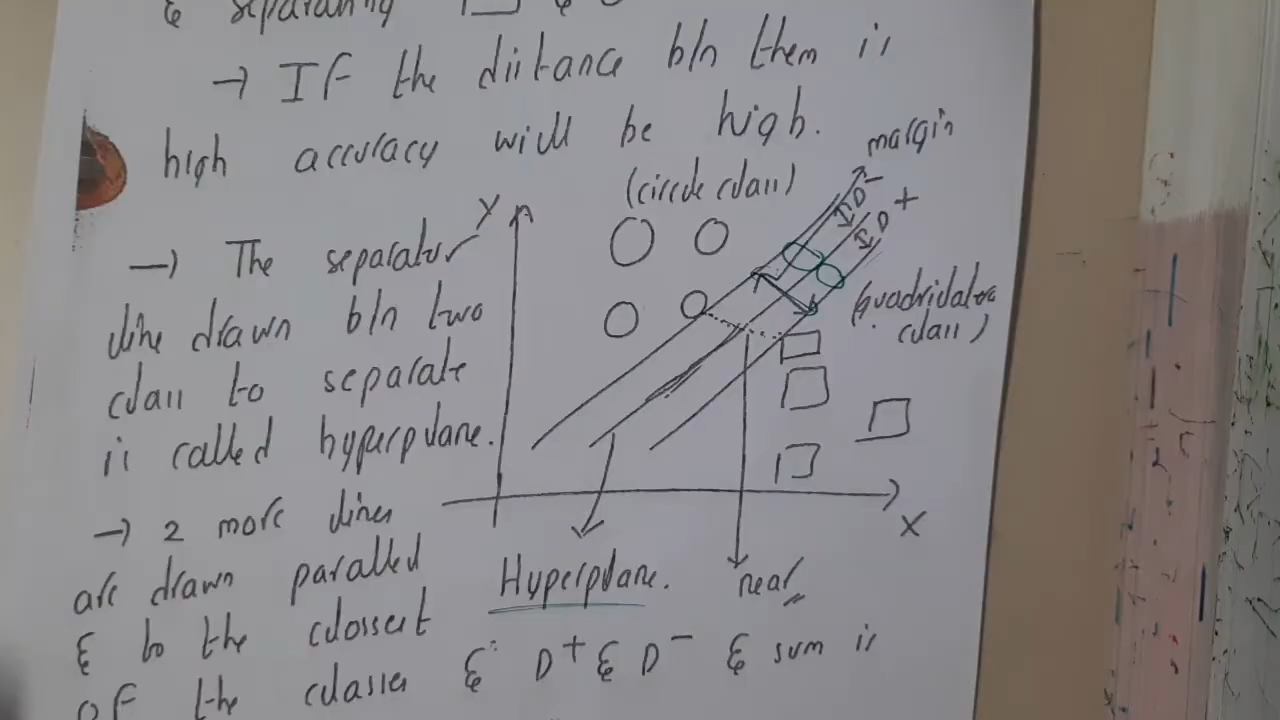 & separating
→ If the distance b/n them is
high accuracy will be high.
margin
(circle class)
Y
D-
D+
→ The separator
line drawn b/n two
class to separate
is called hyperplane.
(quadrilateral class)
X
→ 2 more lines
are drawn parallel
Hyperplane.
near
& to the closest
of the classes & D+ & D- & sum is